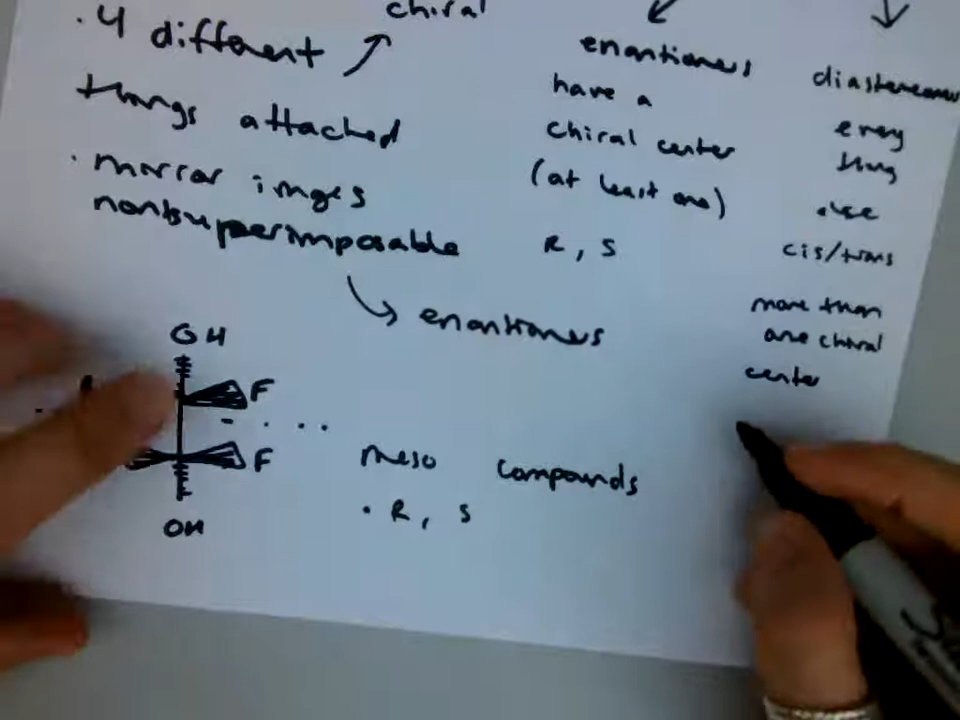 chiral
. 4 different
things attached
. mirror imges
nonsuperimposable
enantiomers
enantiomers
have a
chiral center
(at least one)
R, S
diastereomers
every
thing
else
cis/trans
more than
one chiral
center
OH
F
F
OH
meso compounds
. R, S